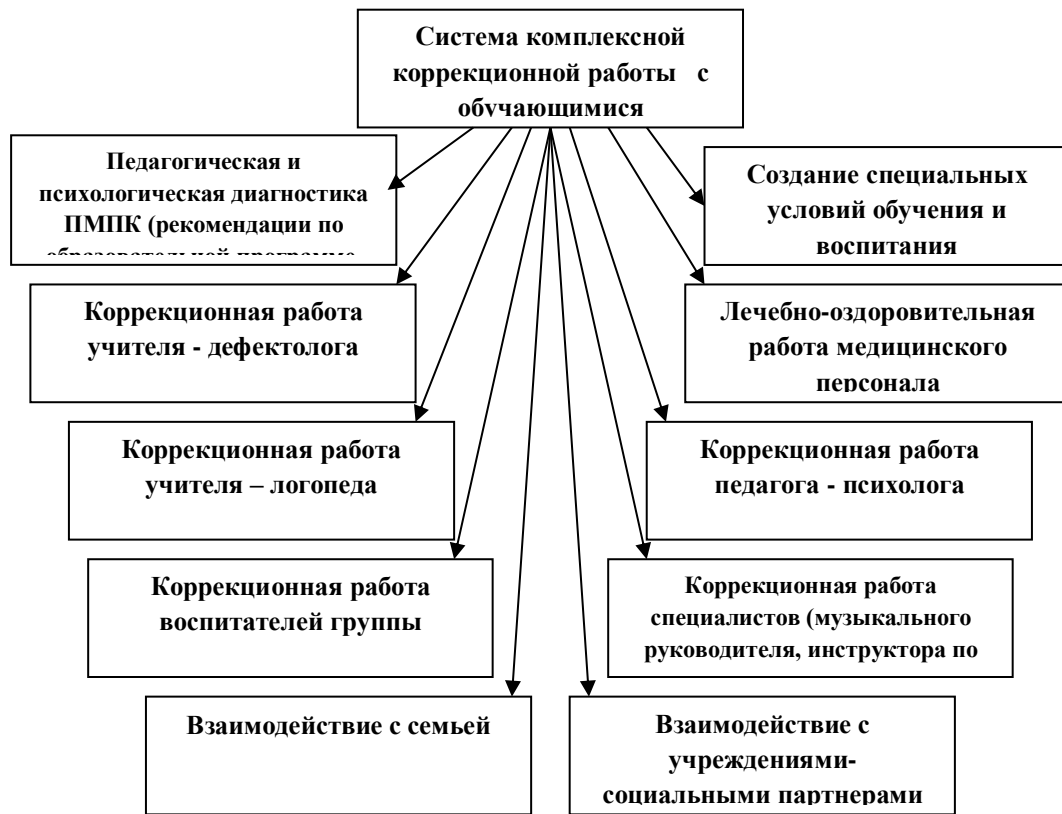 Система комплексной
коррекционной работы с
обучающимися
Педагогическая и
психологическая диагностика
ПМПК (рекомендации по
образовательной программе
Создание специальных
условий обучения и
воспитания
Коррекционная работа
учителя - дефектолога
Лечебно-оздоровительная
работа медицинского
персонала
Коррекционная работа
учителя – логопеда
Коррекционная работа
педагога - психолога
Коррекционная работа
воспитателей группы
Коррекционная работа
специалистов (музыкального
руководителя, инструктора по
Взаимодействие с семьей
Взаимодействие с
учреждениями-
социальными партнерами